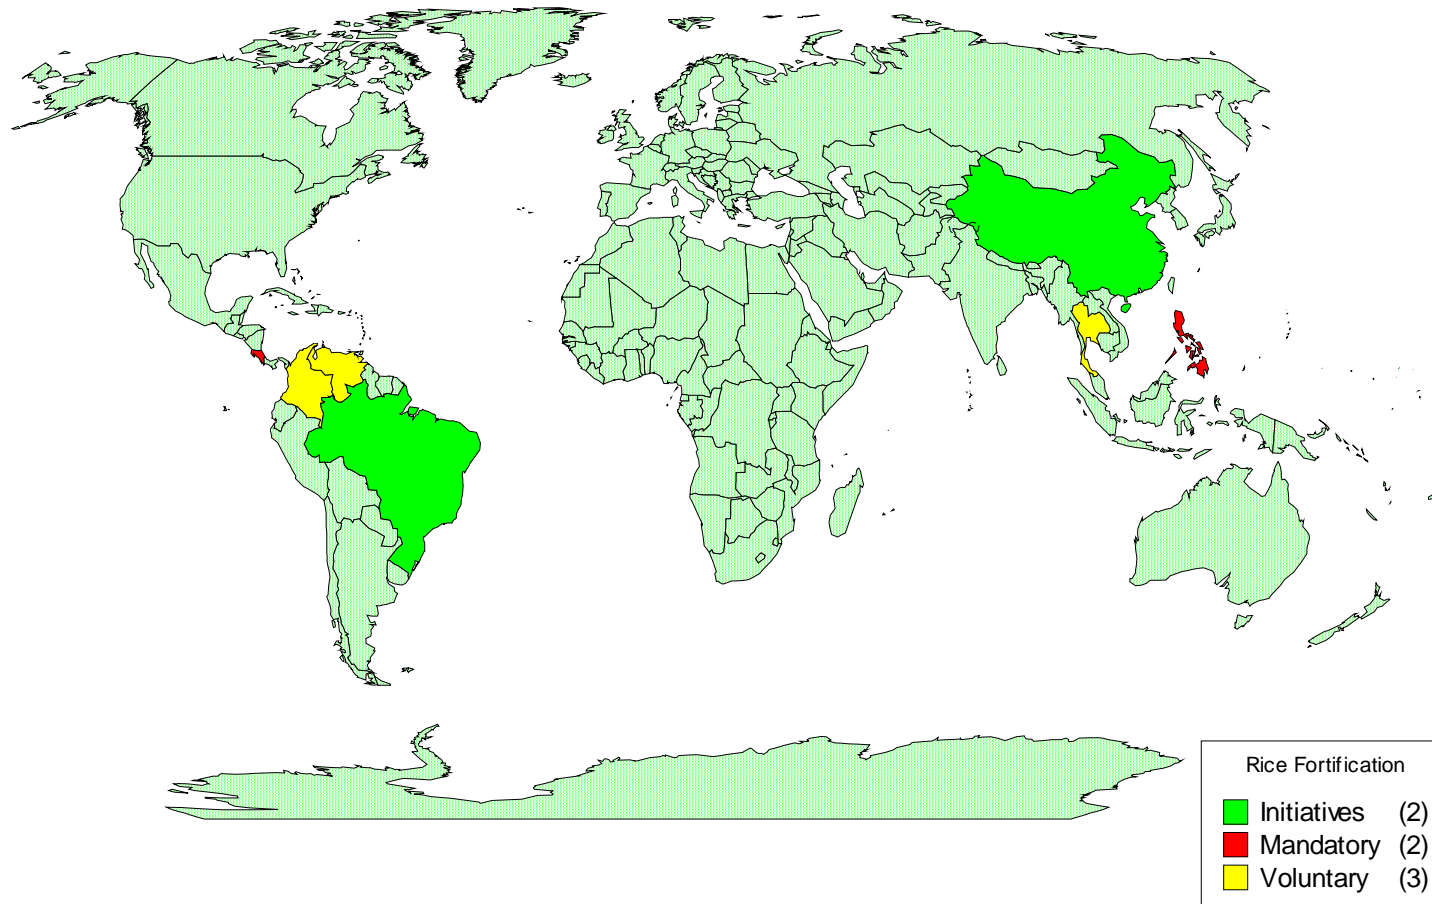 Rice Fortification
Initiatives (2)
Mandatory (2)
Voluntary (3)